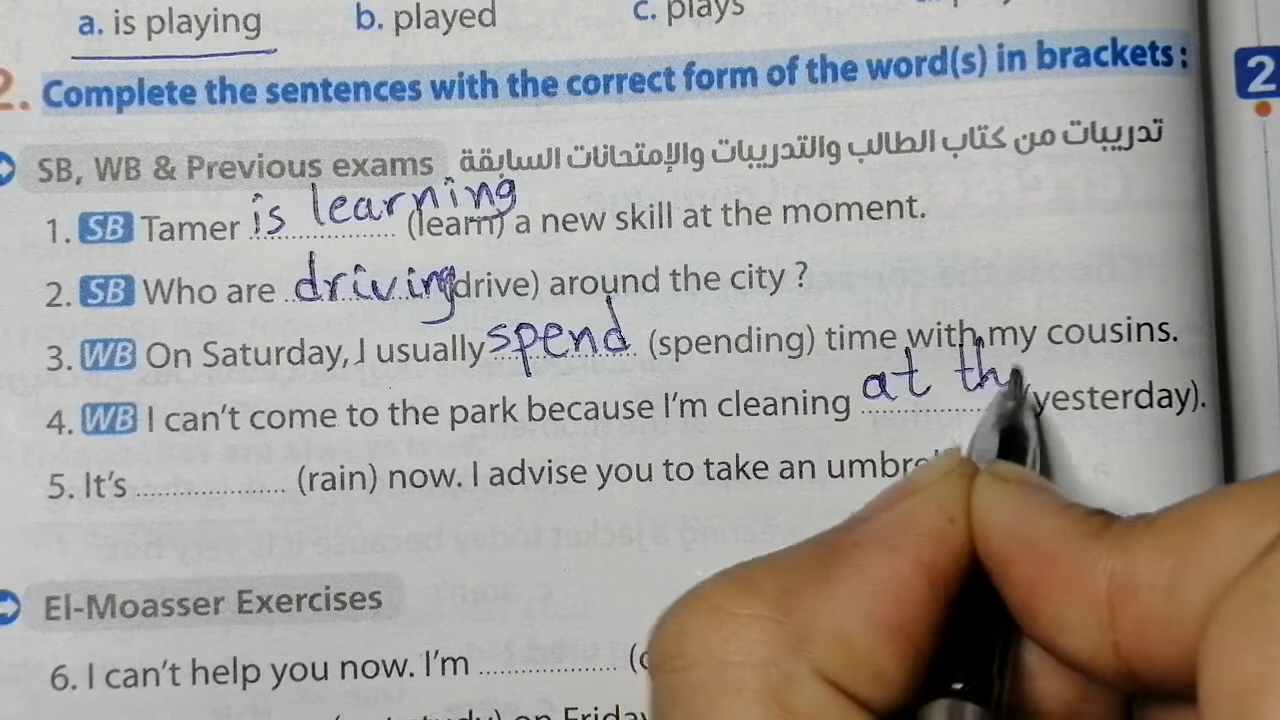 a. is playing b. played c. plays
2. Complete the sentences with the correct form of the word(s) in brackets :
2
SB, WB & Previous exams تدريبات من كتاب الطالب والتدريبات والإمتحانات السابقة
1. SB Tamer is learning (learn) a new skill at the moment.
2. SB Who are driving (drive) around the city ?
3. WB On Saturday, I usually spend (spending) time with my cousins.
4. WB I can't come to the park because I'm cleaning at th (yesterday).
5. It's .................... (rain) now. I advise you to take an
El-Moasser Exercises
6. I can't help you now. I'm ....................
on Friday